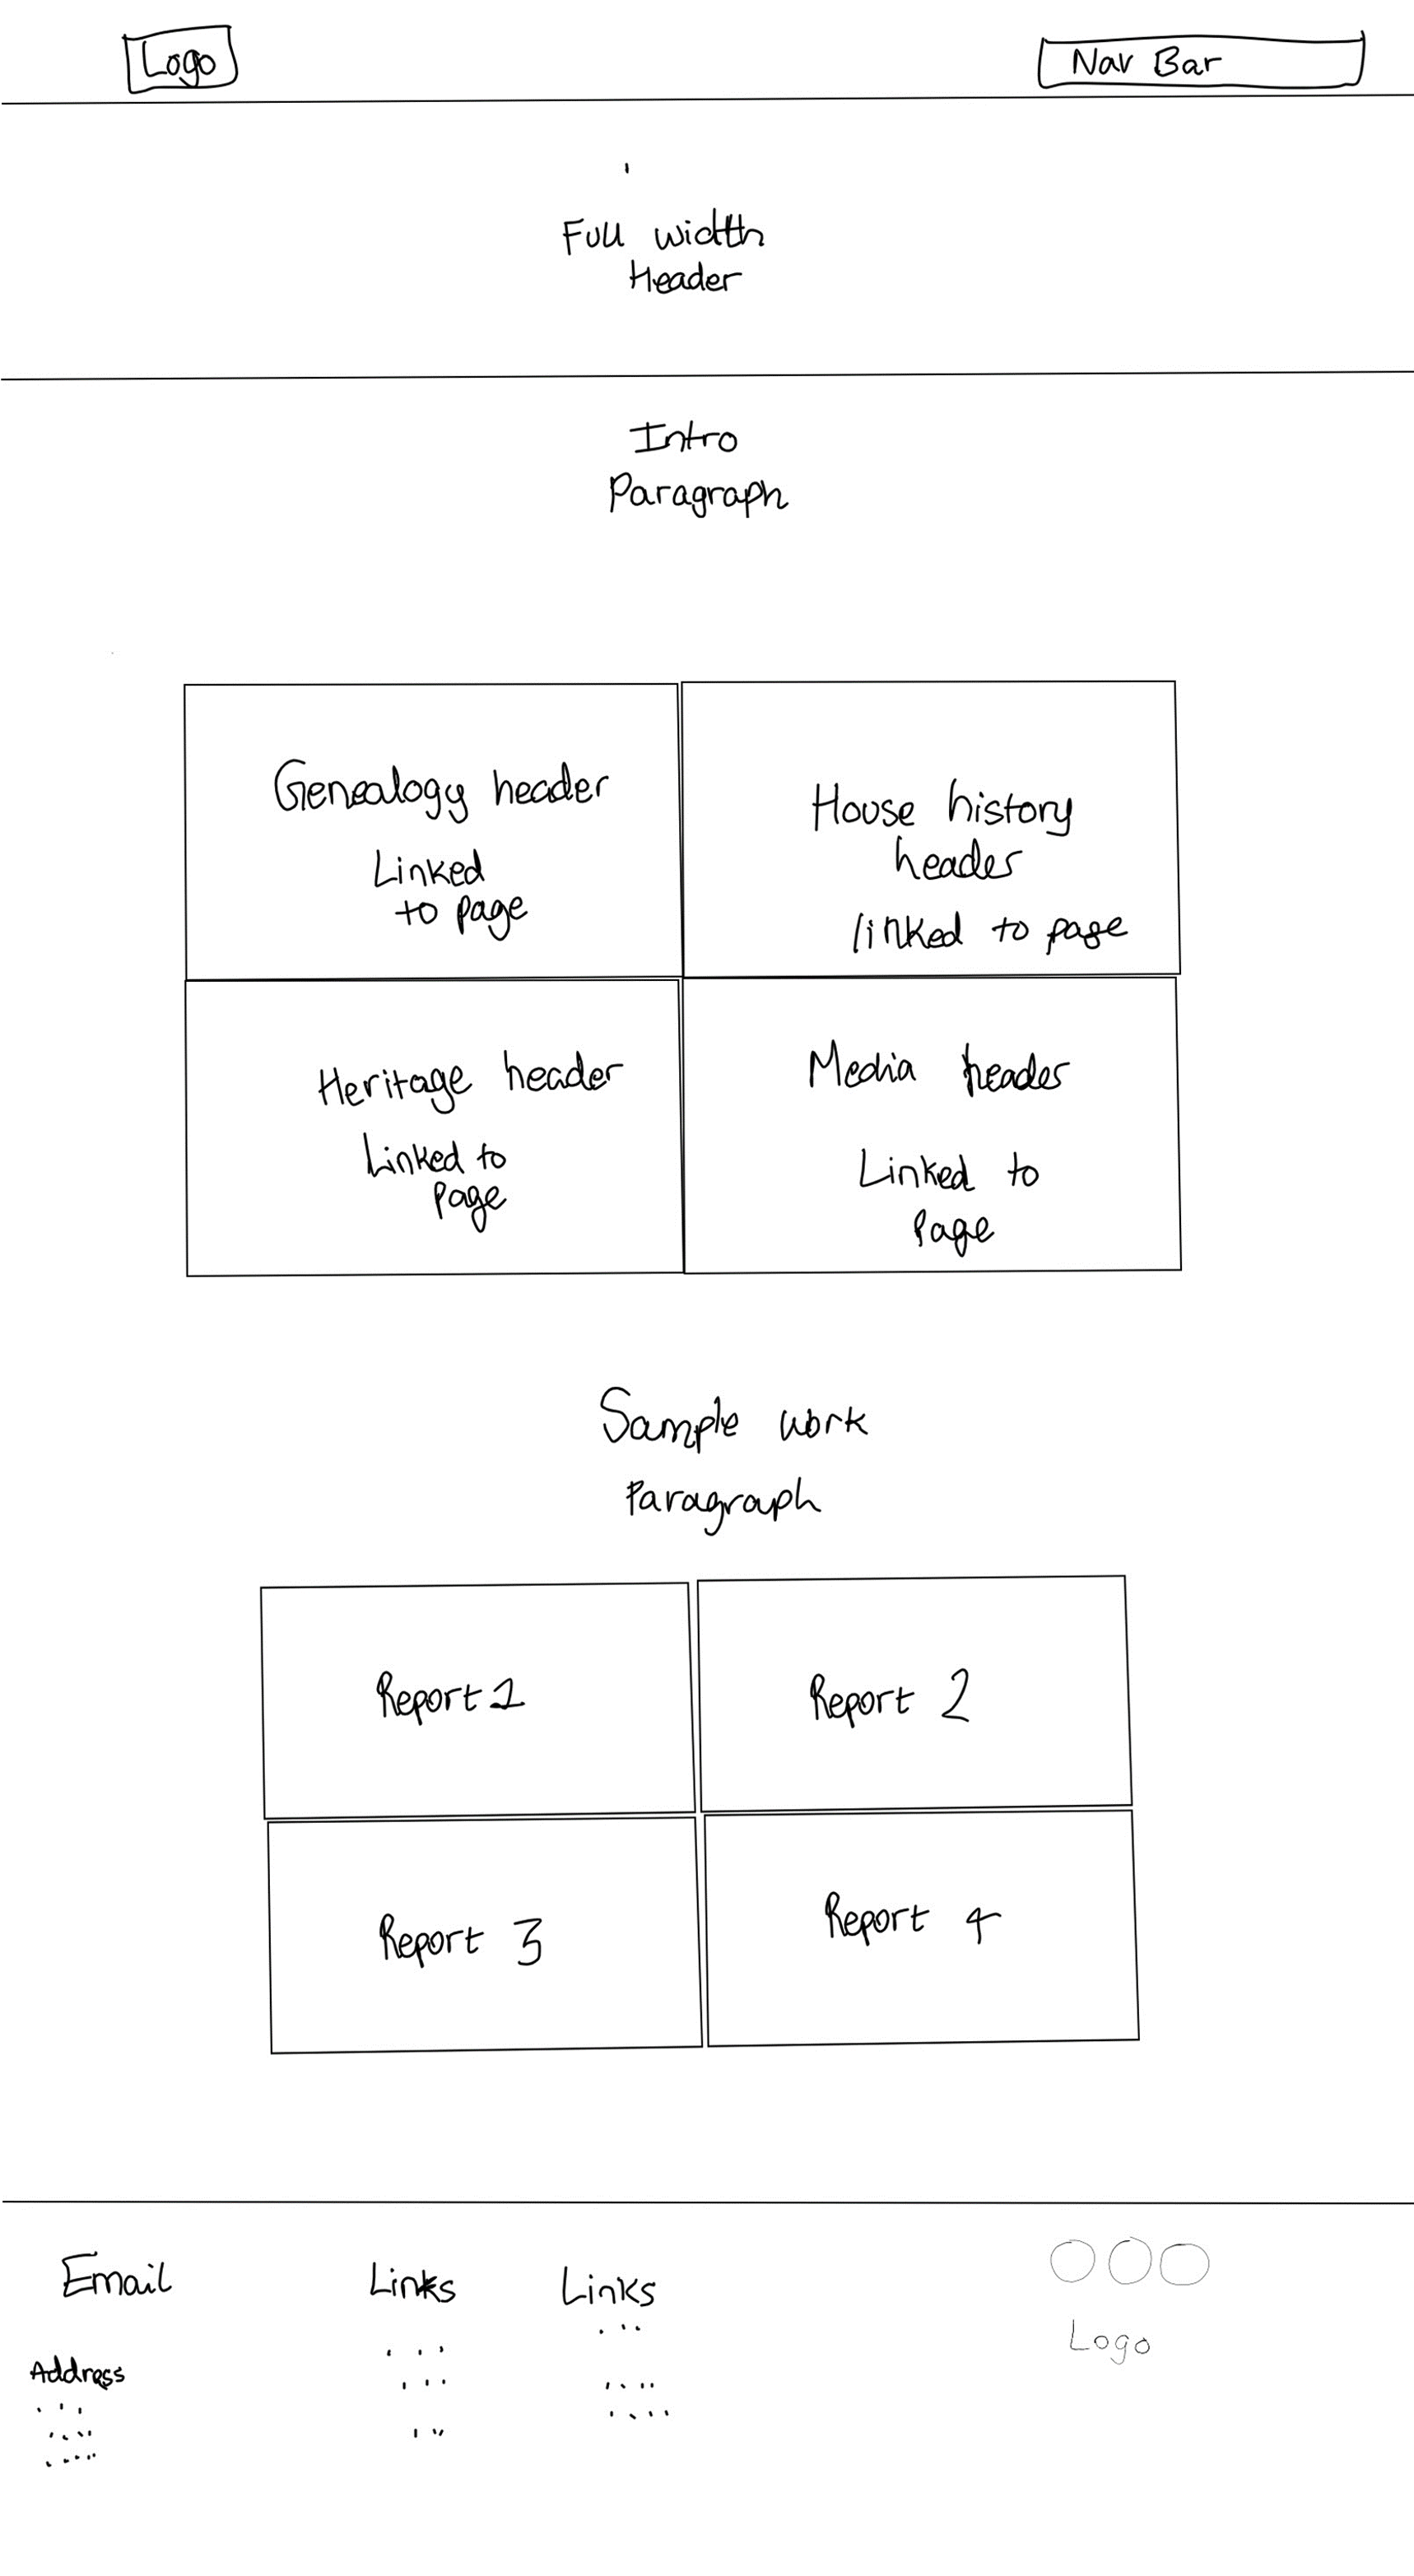 Logo
Nav Bar
Full width
Header
Intro
Paragraph
Genealogy header
Linked
to page
House history
header
linked to page
Heritage header
Linked to
page
Media header
Linked to
Page
Sample work
Paragraph
Report 1
Report 2
Report 3
Report 4
Email
Links
Links
Address
Logo